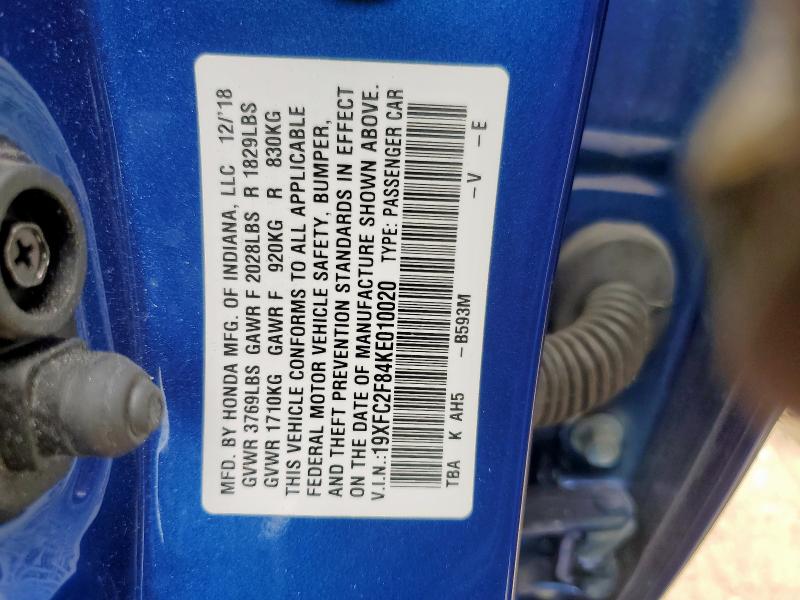 MFD. BY HONDA MFG. OF INDIANA, LLC 12/'18
GVWR 3769LBS GAWR F 2028LBS R 1829LBS
GVWR 1710KG GAWR F 920KG R 830KG
THIS VEHICLE CONFORMS TO ALL APPLICABLE
FEDERAL MOTOR VEHICLE SAFETY, BUMPER,
AND THEFT PREVENTION STANDARDS IN EFFECT
ON THE DATE OF MANUFACTURE SHOWN ABOVE.
V.I.N.:19XFC2F84KE010020 TYPE: PASSENGER CAR
TBA K AH5 -B593M -V -E